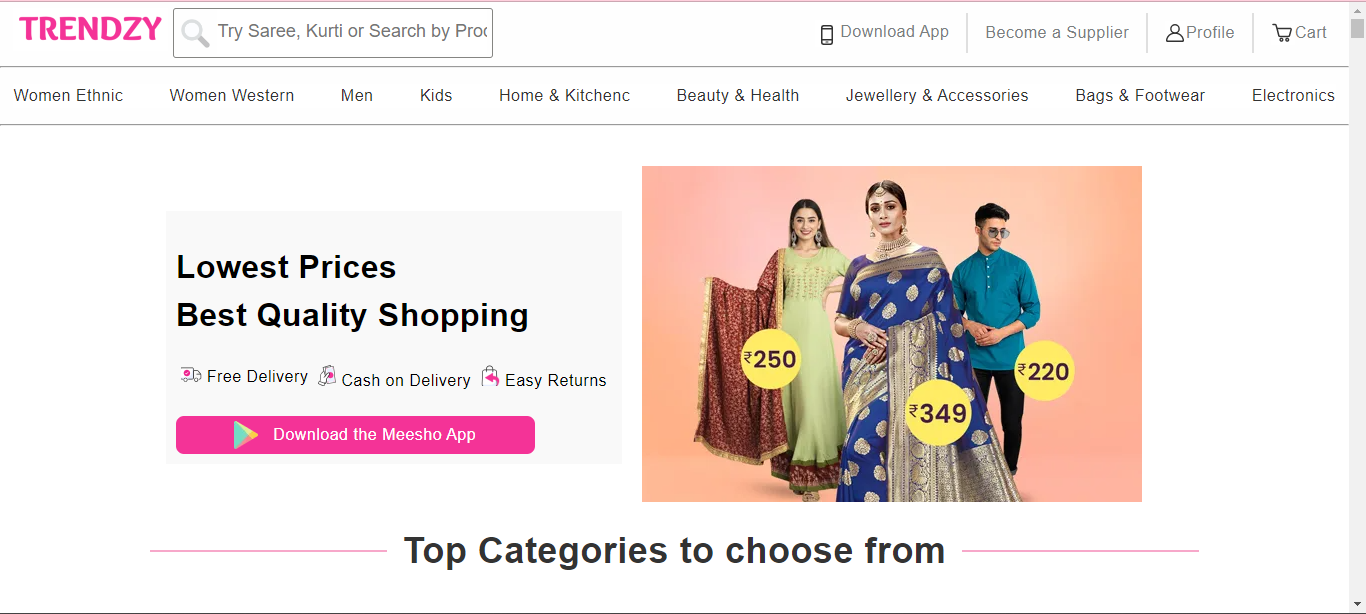 TRENDZY
Try Saree, Kurti or Search by Proc
Download App
Become a Supplier
Profile
Cart
Women Ethnic
Women Western
Men
Kids
Home & Kitchenc
Beauty & Health
Jewellery & Accessories
Bags & Footwear
Electronics
Lowest Prices
Best Quality Shopping
Free Delivery
Cash on Delivery
Easy Returns
Download the Meesho App
₹250
₹349
₹220
Top Categories to choose from